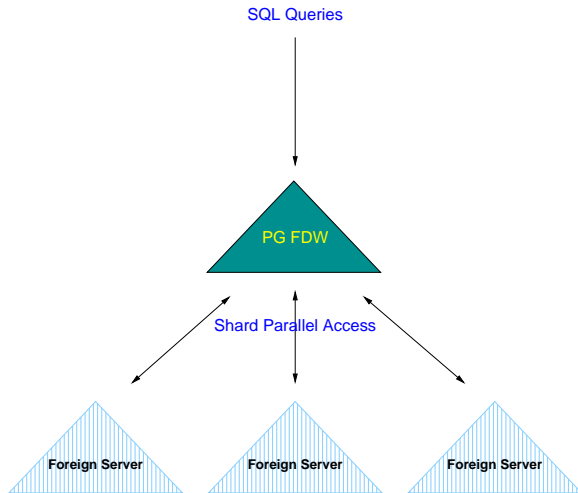 SQL Queries
PG FDW
Shard Parallel Access
Foreign Server
Foreign Server
Foreign Server